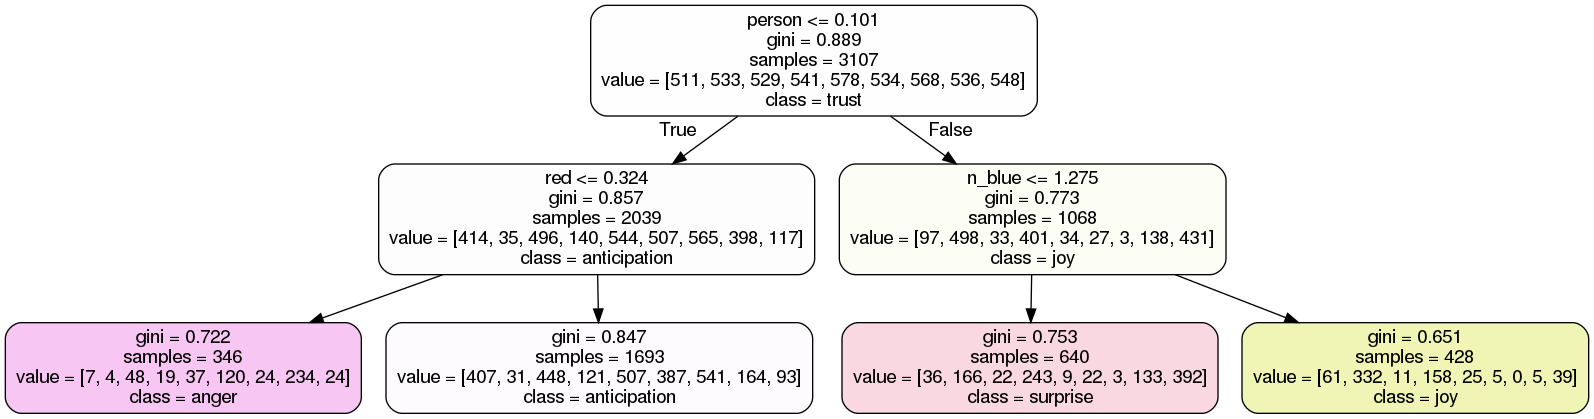 person <= 0.101
gini = 0.889
samples = 3107
value = [511, 533, 529, 541, 578, 534, 568, 536, 548]
class = trust
True
False
red <= 0.324
gini = 0.857
samples = 2039
value = [414, 35, 496, 140, 544, 507, 565, 398, 117]
class = anticipation
n_blue <= 1.275
gini = 0.773
samples = 1068
value = [97, 498, 33, 401, 34, 27, 3, 138, 431]
class = joy
gini = 0.722
samples = 346
value = [7, 4, 48, 19, 37, 120, 24, 234, 24]
class = anger
gini = 0.847
samples = 1693
value = [407, 31, 448, 121, 507, 387, 541, 164, 93]
class = anticipation
gini = 0.753
samples = 640
value = [36, 166, 22, 243, 9, 22, 3, 133, 392]
class = surprise
gini = 0.651
samples = 428
value = [61, 332, 11, 158, 25, 5, 0, 5, 39]
class = joy